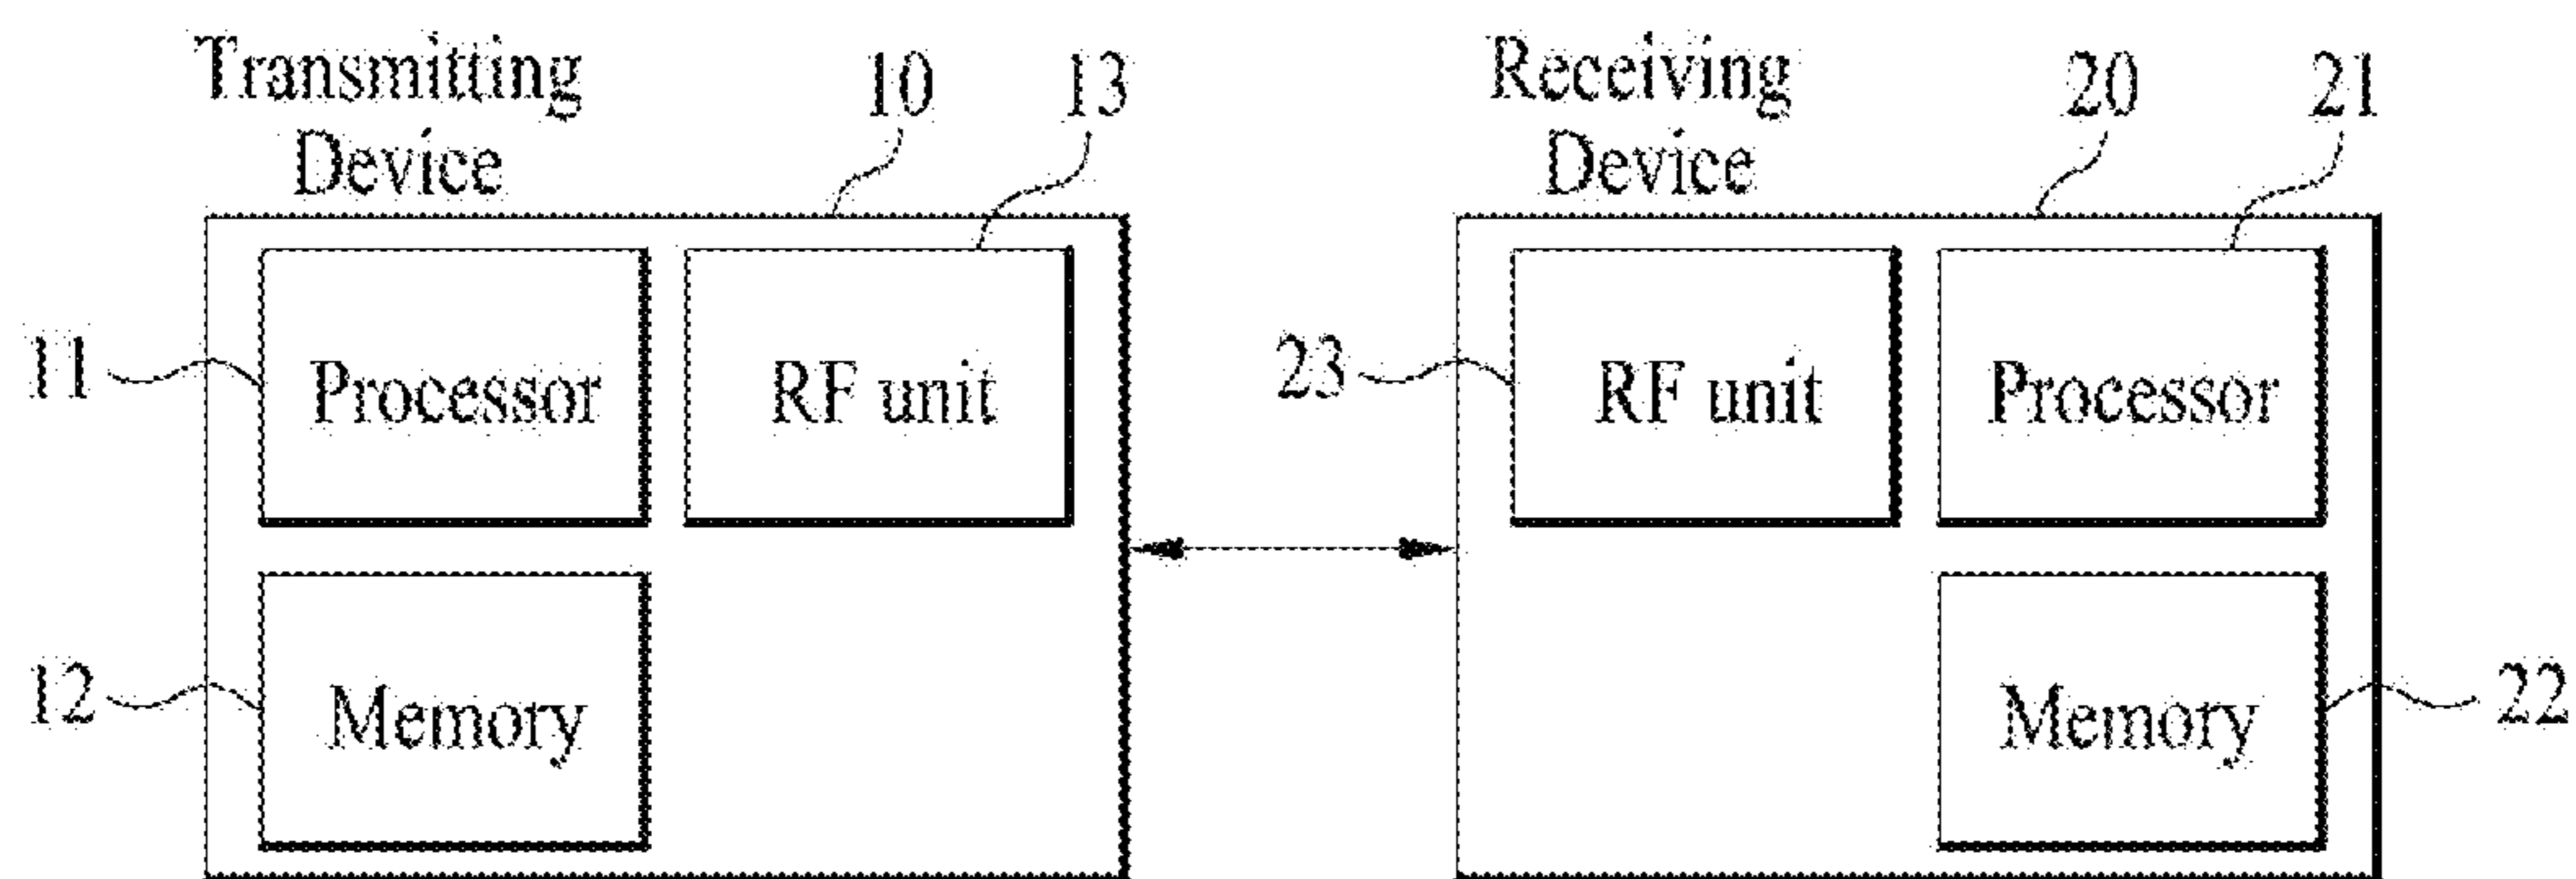 Transmitting
Device
10
13
Receiving
Device
20
21
11
Processor
RF unit
23
RF unit
Processor
12
Memory
Memory
22